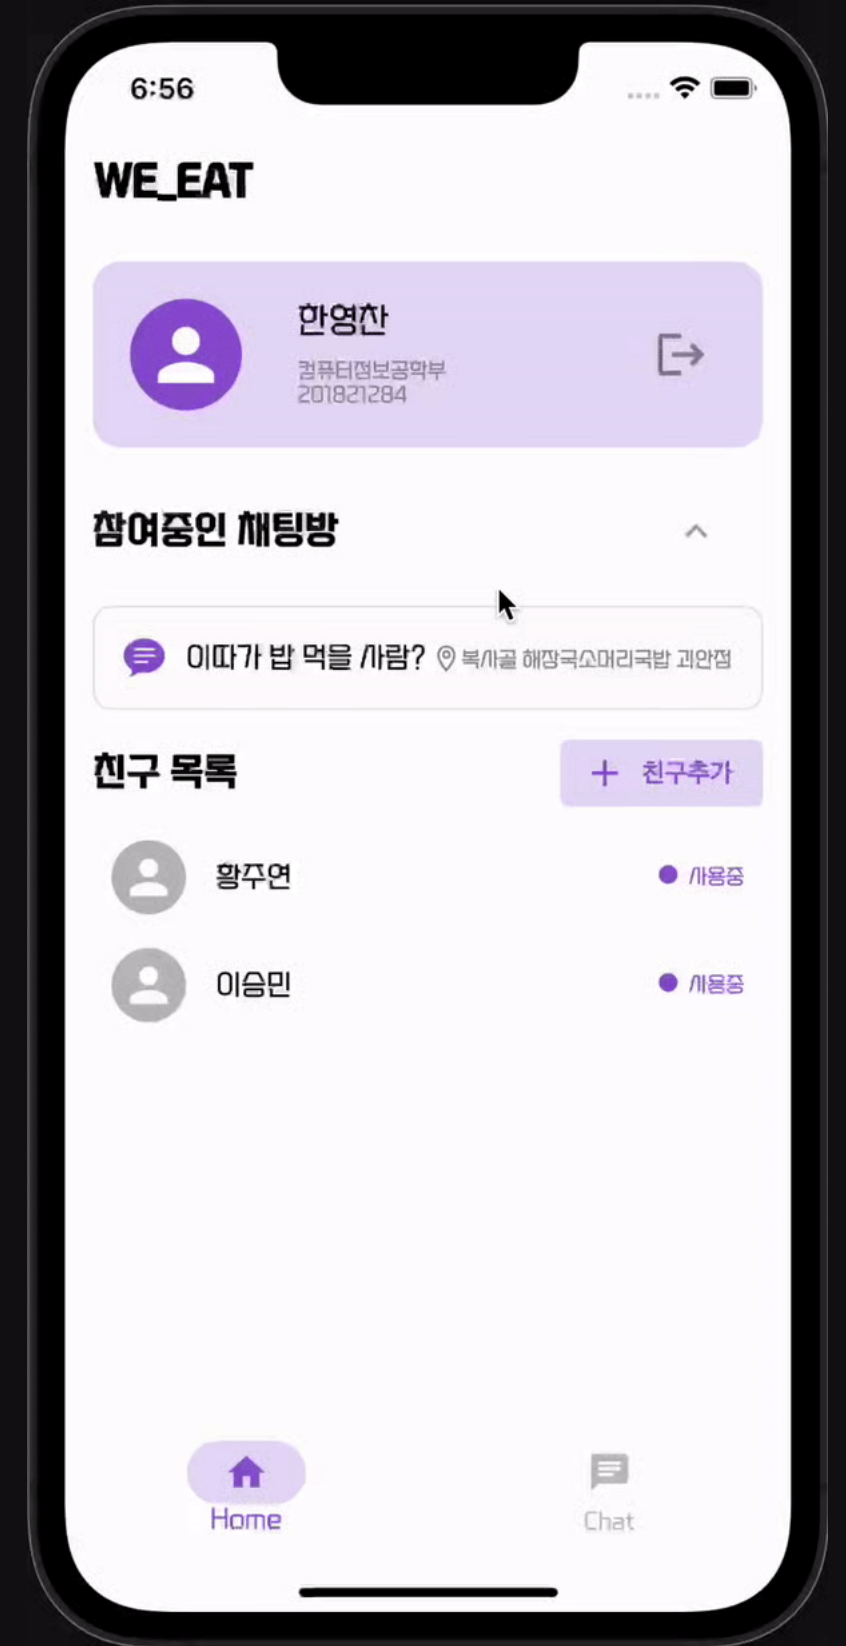 6:56
WE_EAT
한영찬
컴퓨터정보공학부
201821284
참여중인 채팅방
이따가 밥 먹을 사람? 복사골 해장국소머리국밥 괴안점
친구 목록
+ 친구추가
황주연 사용중
이승민 사용중
Home Chat